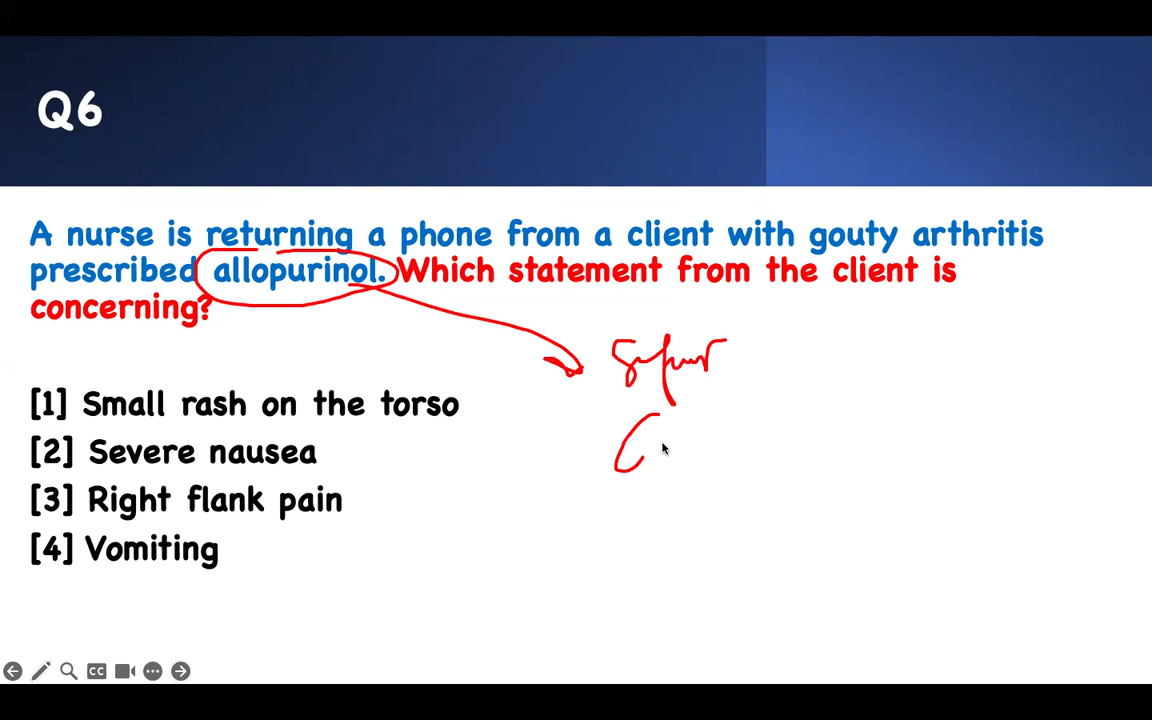 Q6
A nurse is returning a phone from a client with gouty arthritis
prescribed allopurinol. Which statement from the client is
concerning?
[1] Small rash on the torso
[2] Severe nausea
[3] Right flank pain
[4] Vomiting
CC